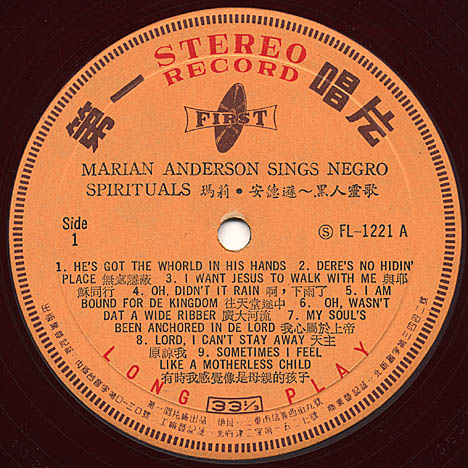 STEREO
RECORD
第一唱片
FIRST
MARIAN ANDERSON SINGS NEGRO
SPIRITUALS 瑪莉・安德遜～黑人靈歌
Side
1
Ⓢ FL-1221 A
1. HE'S GOT THE WHORLD IN HIS HANDS 2. DERE'S NO HIDIN'
PLACE 無處隱蔽 3. I WANT JESUS TO WALK WITH ME 與耶
穌同行 4. OH, DIDN'T IT RAIN 啊，下雨了 5. I AM
BOUND FOR DE KINGDOM 往天堂途中 6. OH, WASN'T
DAT A WIDE RIBBER 廣大河流 7. MY SOUL'S
BEEN ANCHORED IN DE LORD 我心屬於上帝
8. LORD, I CAN'T STAY AWAY 天主
原諒我 9. SOMETIMES I FEEL
LIKE A MOTHERLESS CHILD
有時我感覺像是母親的孩子
LONG PLAY
33⅓